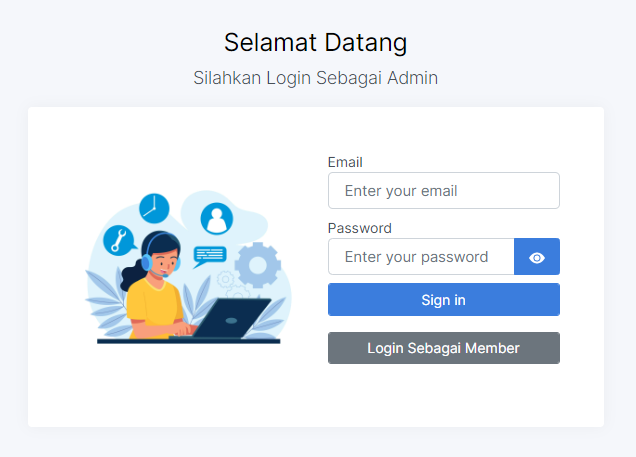 Selamat Datang
Silahkan Login Sebagai Admin
Email
Enter your email
Password
Enter your password
Sign in
Login Sebagai Member